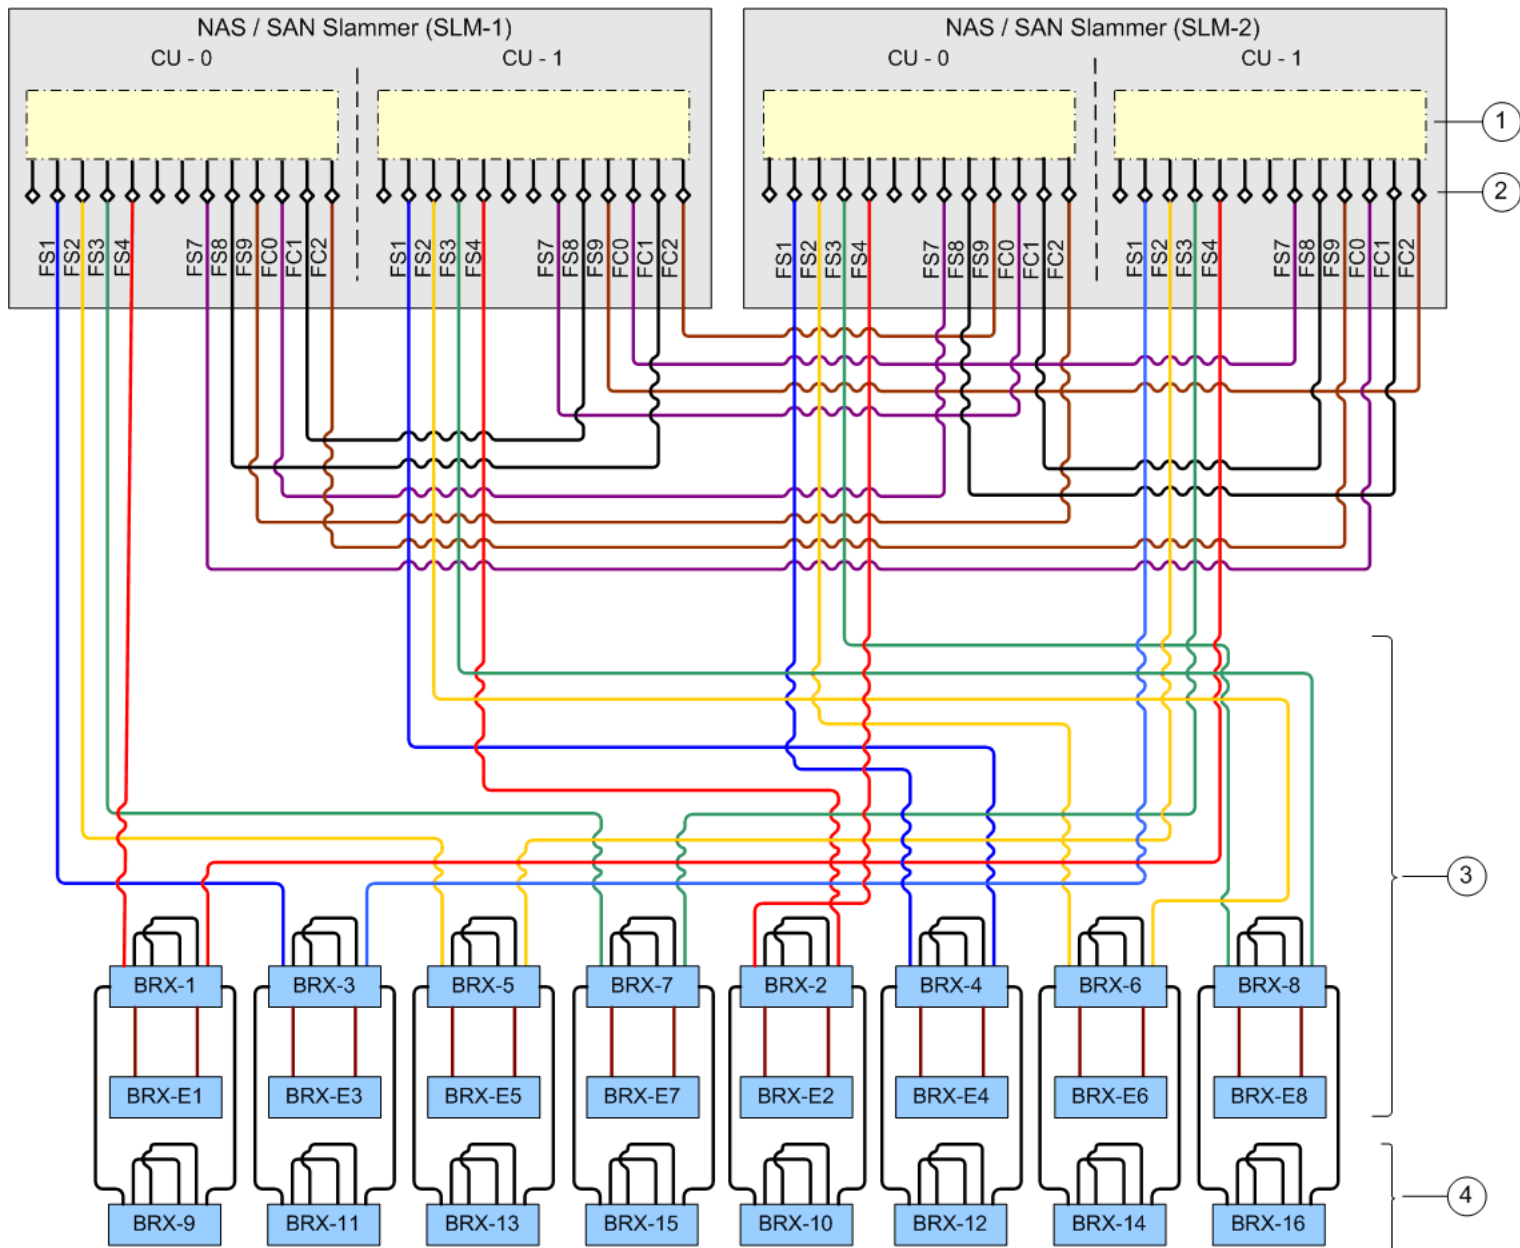 NAS / SAN Slammer (SLM-1)
NAS / SAN Slammer (SLM-2)
CU - 0
CU - 1
CU - 0
CU - 1
1
2
FS1
FS2
FS3
FS4
FS7
FS8
FS9
FC0
FC1
FC2
FS1
FS2
FS3
FS4
FS7
FS8
FS9
FC0
FC1
FC2
FS1
FS2
FS3
FS4
FS7
FS8
FS9
FC0
FC1
FC2
FS1
FS2
FS3
FS4
FS7
FS8
FS9
FC0
FC1
FC2
3
BRX-1
BRX-3
BRX-5
BRX-7
BRX-2
BRX-4
BRX-6
BRX-8
BRX-E1
BRX-E3
BRX-E5
BRX-E7
BRX-E2
BRX-E4
BRX-E6
BRX-E8
4
BRX-9
BRX-11
BRX-13
BRX-15
BRX-10
BRX-12
BRX-14
BRX-16